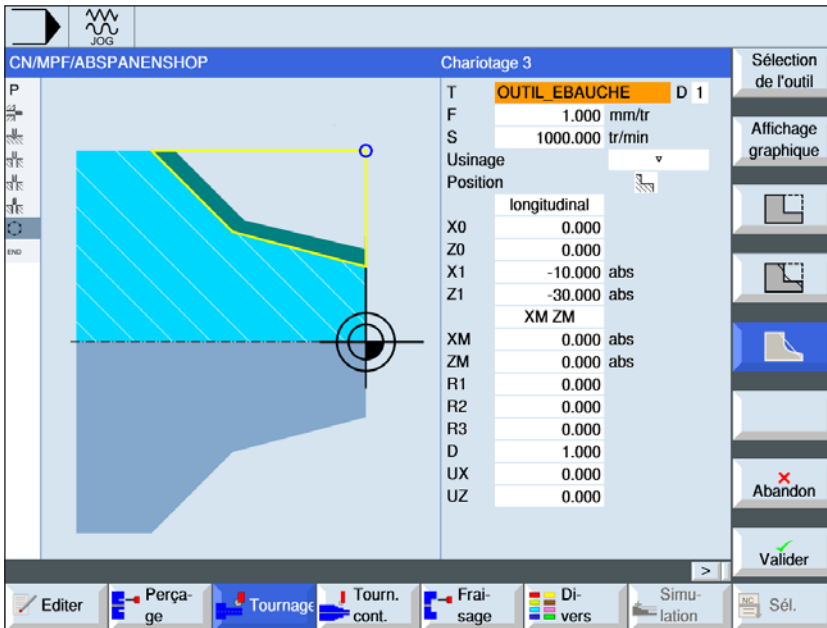 JOG
CN/MPF/ABSPANENSHOP
Chariotage 3
P
END
T OUTIL_EBAUCHE D 1
F 1.000 mm/tr
S 1000.000 tr/min
Usinage
Position
longitudinal
X0 0.000
Z0 0.000
X1 -10.000 abs
Z1 -30.000 abs
XM ZM
XM 0.000 abs
ZM 0.000 abs
R1 0.000
R2 0.000
R3 0.000
D 1.000
UX 0.000
UZ 0.000
Sélection
de l'outil
Affichage
graphique
Abandon
Valider
>
Editer
Perça-
ge
Tournage
Tourn.
cont.
Frai-
sage
Di-
vers
Simu-
lation
NC
Sél.